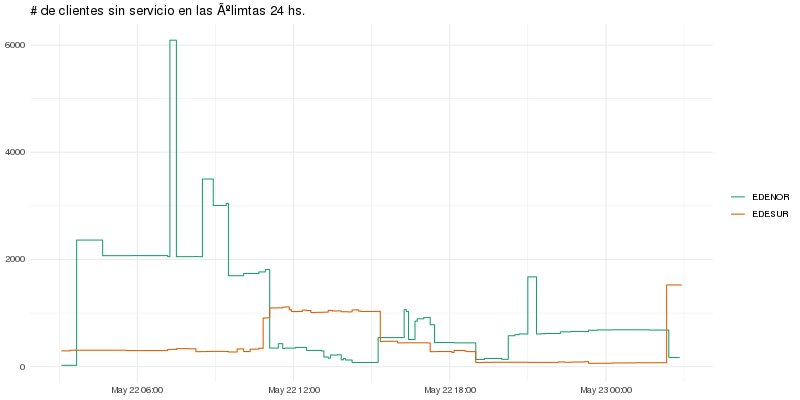 # de clientes sin servicio en las Ãºlimtas 24 hs.
6000
4000
2000
0
May 22 06:00
May 22 12:00
May 22 18:00
May 23 00:00
EDENOR
EDESUR